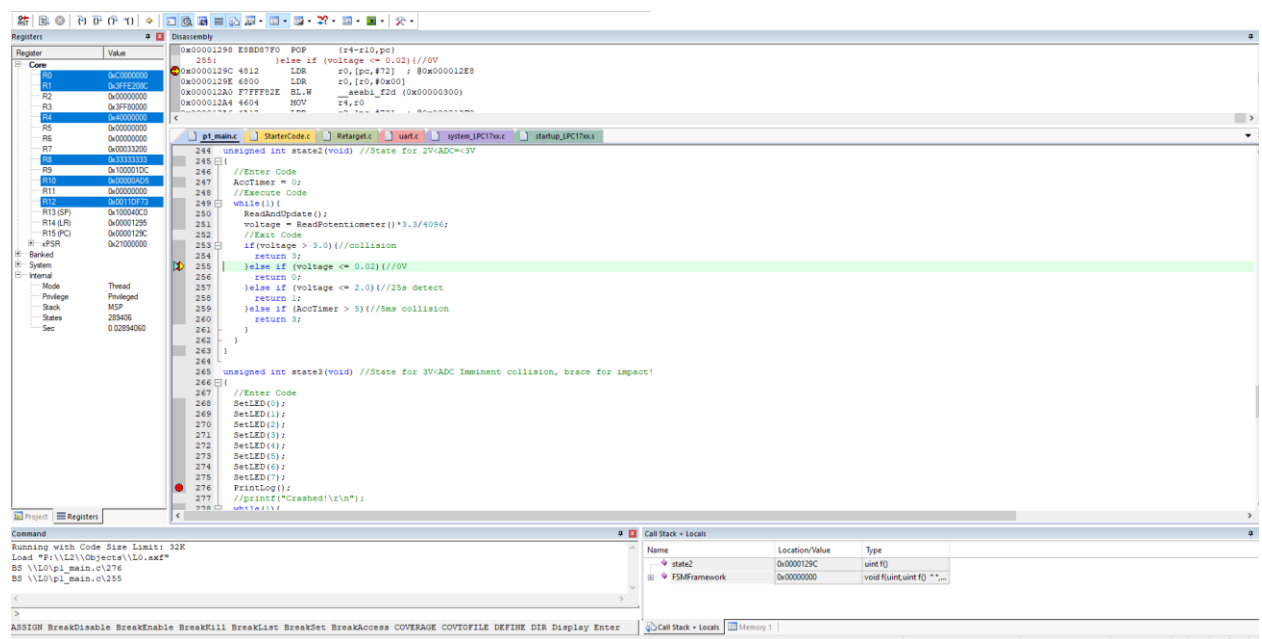 Registers
Register Value
Core
R0 0xC0000000
R1 0x3FFE208C
R2 0x00000000
R3 0x3FF80000
R4 0x40000000
R5 0x00000000
R6 0x00000000
R7 0x00033200
R8 0x33333333
R9 0x100001DC
R10 0x00000AD5
R11 0x00000000
R12 0x0011DF73
R13 (SP) 0x100040C0
R14 (LR) 0x00001295
R15 (PC) 0x0000129C
xPSR 0x21000000
Banked
System
Internal
Mode Thread
Privilege Privileged
Stack MSP
States 289406
Sec 0.02894060
Project Registers
Disassembly
0x00001298 E8BD87F0 POP {r4-r10,pc}
255: }else if (voltage <= 0.02){//0V
0x0000129C 4812 LDR r0,[pc,#72] ; @0x000012E8
0x0000129E 6800 LDR r0,[r0,#0x00]
0x000012A0 F7FFF82E BL.W __aeabi_f2d (0x00000300)
0x000012A4 4604 MOV r4,r0
p1_main.c StarterCode.c Retarget.c uart.c system_LPC17xx.c startup_LPC17xx.s
244 unsigned int state2(void) //State for 2V<ADC=<3V
245 {
246 //Enter Code
247 AccTimer = 0;
248 //Execute Code
249 while(1){
250 ReadAndUpdate();
251 voltage = ReadPotentiometer()*3.3/4096;
252 //Exit Code
253 if(voltage > 3.0){//collision
254 return 3;
255 }else if (voltage <= 0.02){//0V
256 return 0;
257 }else if (voltage <= 2.0){//25s detect
258 return 1;
259 }else if (AccTimer > 5){//5ms collision
260 return 3;
261 }
262 }
263 }
264
265 unsigned int state3(void) //State for 3V<ADC Imminent collision, brace for impact!
266 {
267 //Enter Code
268 SetLED(0);
269 SetLED(1);
270 SetLED(2);
271 SetLED(3);
272 SetLED(4);
273 SetLED(5);
274 SetLED(6);
275 SetLED(7);
276 PrintLog();
277 //printf("Crashed!\r\n");
278 while(1){
Command
Running with Code Size Limit: 32K
Load "P:\\L2\\Objects\\L0.axf"
BS \\L0\p1_main.c\276
BS \\L0\p1_main.c\255
>
ASSIGN BreakDisable BreakEnable BreakKill BreakList BreakSet BreakAccess COVERAGE COVTOFILE DEFINE DIR Display Enter
Call Stack + Locals
Name Location/Value Type
state2 0x0000129C uint f()
FSMFramework 0x00000000 void f(uint,uint f() * *,...
Call Stack + Locals Memory 1